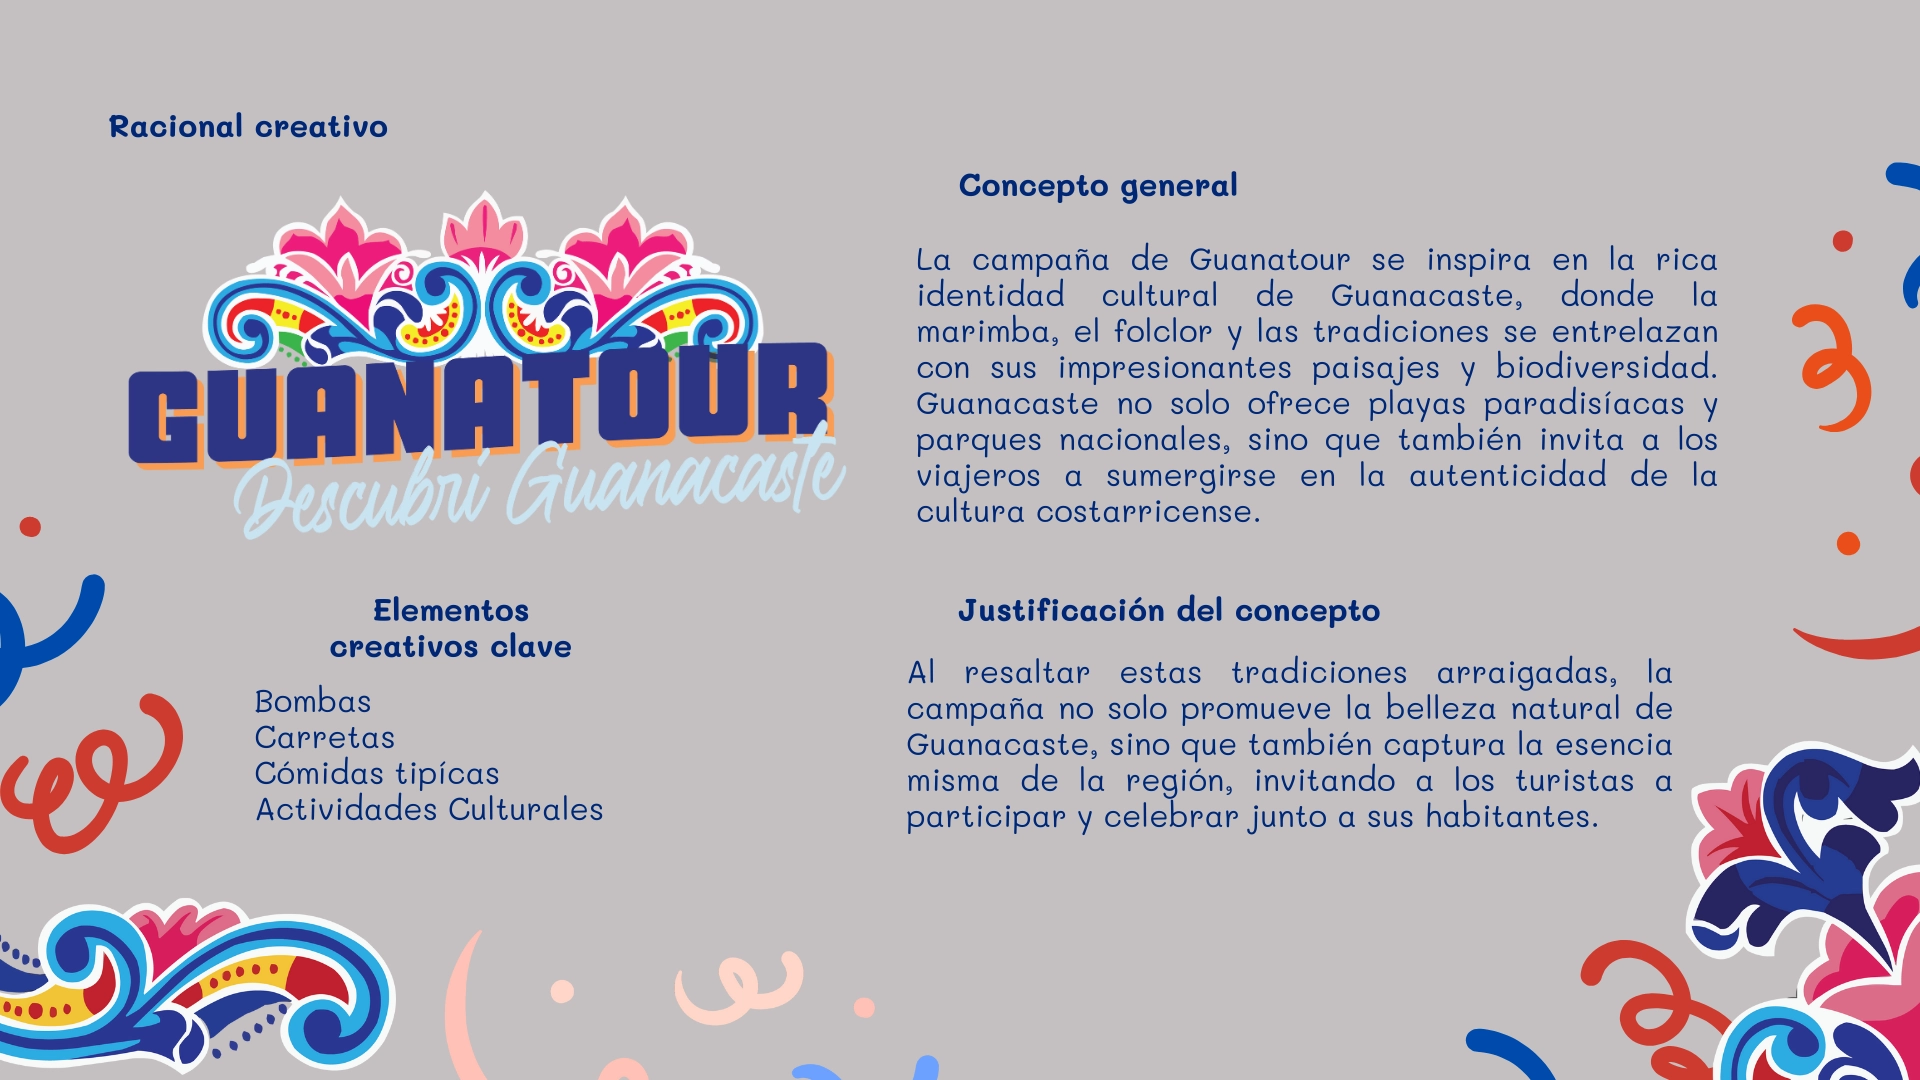 Racional creativo
GUANATOUR
Descubrí Guanacaste
Concepto general
La campaña de Guanatour se inspira en la rica
identidad cultural de Guanacaste, donde la
marimba, el folclor y las tradiciones se entrelazan
con sus impresionantes paisajes y biodiversidad.
Guanacaste no solo ofrece playas paradisíacas y
parques nacionales, sino que también invita a los
viajeros a sumergirse en la autenticidad de la
cultura costarricense.
Elementos
creativos clave
Bombas
Carretas
Cómidas tipícas
Actividades Culturales
Justificación del concepto
Al resaltar estas tradiciones arraigadas, la
campaña no solo promueve la belleza natural de
Guanacaste, sino que también captura la esencia
misma de la región, invitando a los turistas a
participar y celebrar junto a sus habitantes.